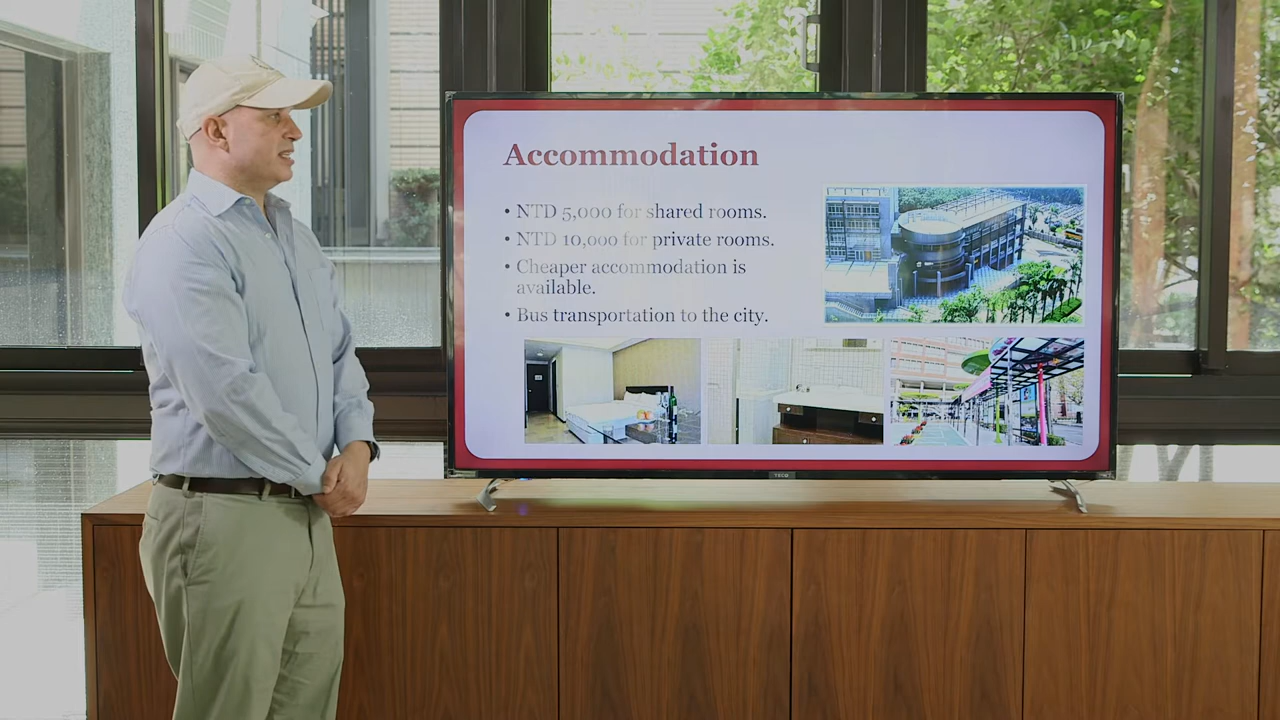 Accommodation
• NTD 5,000 for shared rooms.
• NTD 10,000 for private rooms.
• Cheaper accommodation is
available.
• Bus transportation to the city.
TECO